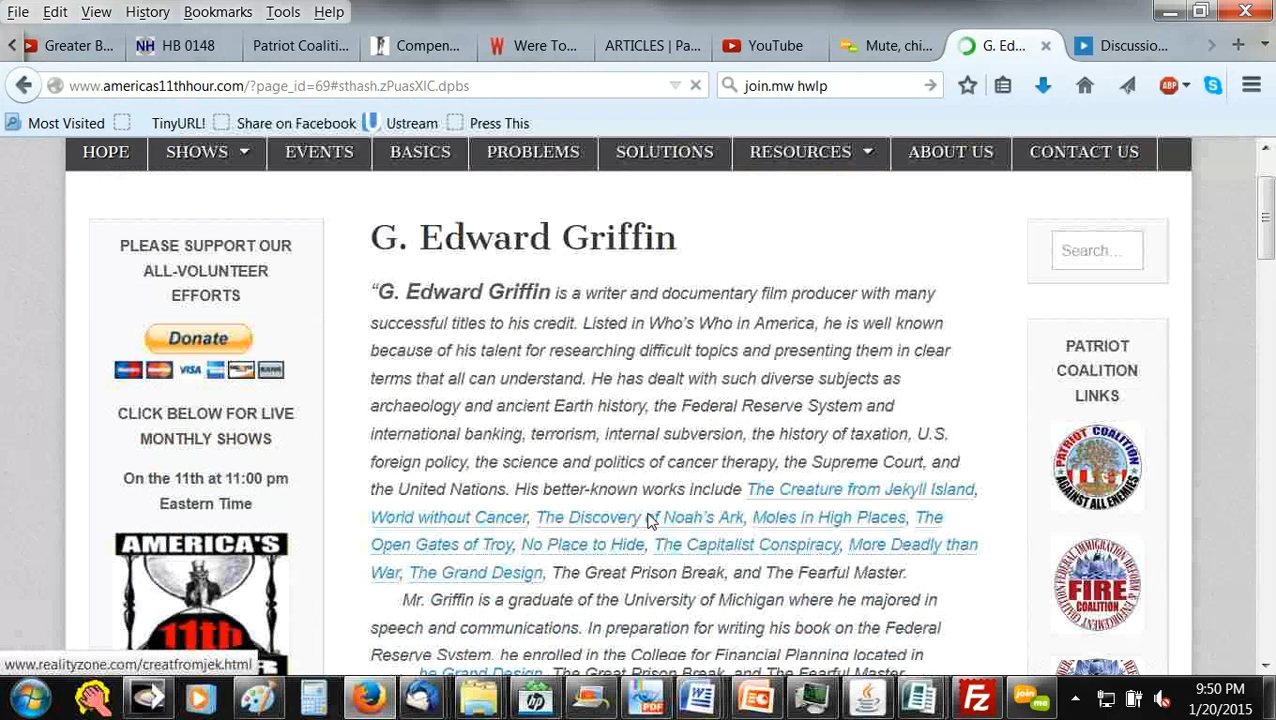 File Edit View History Bookmarks Tools Help
Greater B...
HB 0148
Patriot Coaliti...
Compen...
Were To...
ARTICLES | Pa...
YouTube
Mute, chi...
G. Ed...
Discussio...
www.americas11thhour.com/?page_id=69#sthash.zPuasXlC.dpbs
join.mw hwlp
ABP
Most Visited
TinyURL!
Share on Facebook
Ustream
Press This
HOPE SHOWS EVENTS BASICS PROBLEMS SOLUTIONS RESOURCES ABOUT US CONTACT US
PLEASE SUPPORT OUR
ALL-VOLUNTEER
EFFORTS
Donate
VISA
CLICK BELOW FOR LIVE
MONTHLY SHOWS
On the 11th at 11:00 pm
Eastern Time
AMERICA'S
11th
G. Edward Griffin
“G. Edward Griffin is a writer and documentary film producer with many
successful titles to his credit. Listed in Who’s Who in America, he is well known
because of his talent for researching difficult topics and presenting them in clear
terms that all can understand. He has dealt with such diverse subjects as
archaeology and ancient Earth history, the Federal Reserve System and
international banking, terrorism, internal subversion, the history of taxation, U.S.
foreign policy, the science and politics of cancer therapy, the Supreme Court, and
the United Nations. His better-known works include The Creature from Jekyll Island,
World without Cancer, The Discovery of Noah’s Ark, Moles in High Places, The
Open Gates of Troy, No Place to Hide, The Capitalist Conspiracy, More Deadly than
War, The Grand Design, The Great Prison Break, and The Fearful Master.
Mr. Griffin is a graduate of the University of Michigan where he majored in
speech and communications. In preparation for writing his book on the Federal
Reserve System, he enrolled in the College for Financial Planning located in
he Grand Design, The Great Prison Break, and The Fearful Master.
Search...
PATRIOT
COALITION
LINKS
PATRIOT
COALITION
AGAINST ALL ENEMIES
FIRE
COALITION
www.realityzone.com/creatfromjek.html
hp
PDF
join
me
9:50 PM
1/20/2015